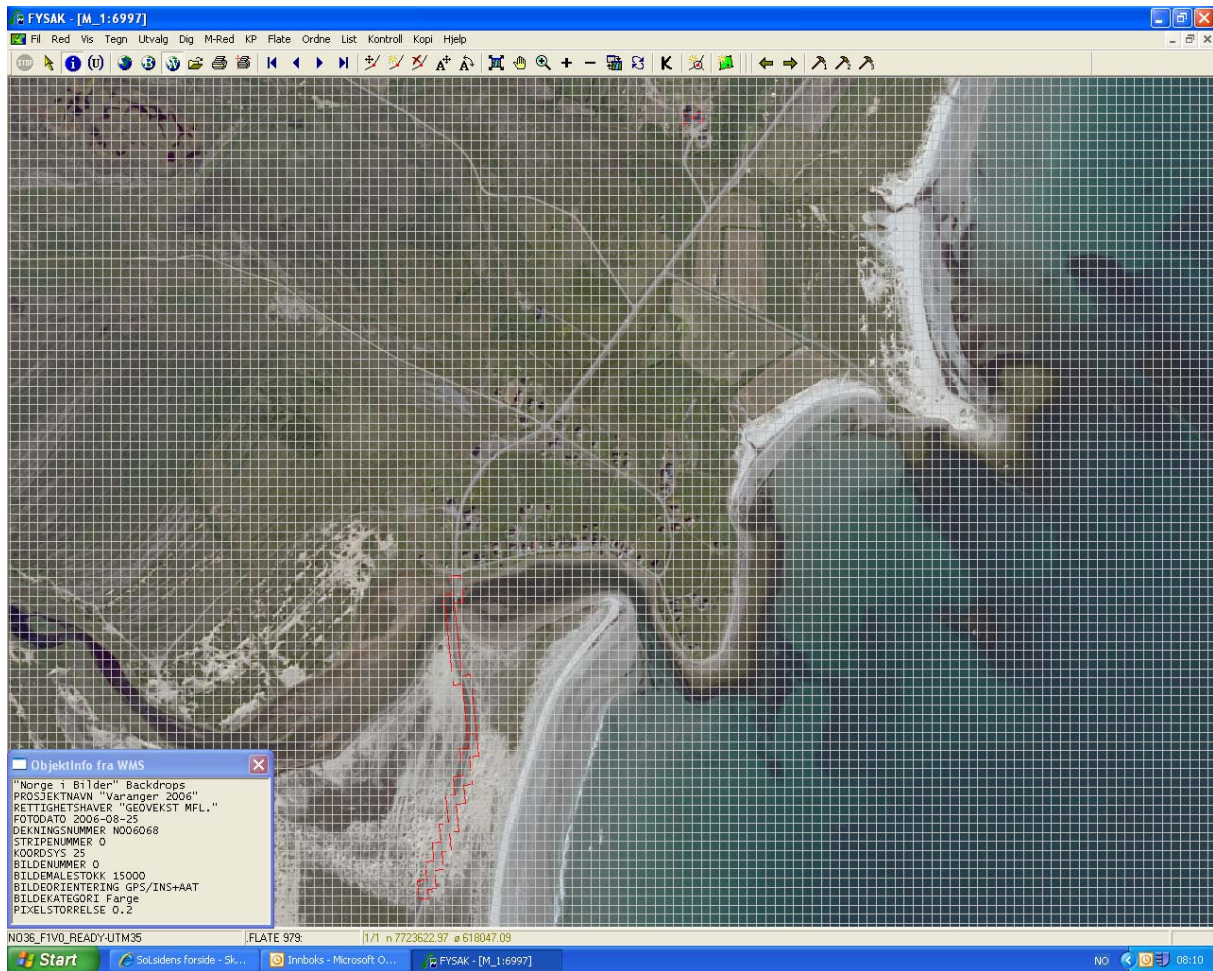 FYSAK - [M_1:6997]
Fil Red Vis Tegn Utvalg Dig M-Red KP Flate Ordne List Kontroll Kopi Hjelp
STOP i (U) B W A A K
ObjektInfo fra WMS
"Norge i Bilder" Backdrops
PROSJEKTNAVN "Varanger 2006"
RETTIGHETSHAVER "GEOVEKST MFL."
FOTODATO 2006-08-25
DEKNINGSNUMMER NO06068
STRIPENUMMER 0
KOORDSYS 25
BILDENUMMER 0
BILDEMALESTOKK 15000
BILDEORIENTERING GPS/INS+AAT
BILDEKATEGORI Farge
PIXELSTORRELSE 0.2
NO36_F1V0_READY-UTM35 .FLATE 979: 1/1 n 7723622.97 ø 618047.09
Start SoLsidens forside - Sk... Innboks - Microsoft O... FYSAK - [M_1:6997] NO 08:10